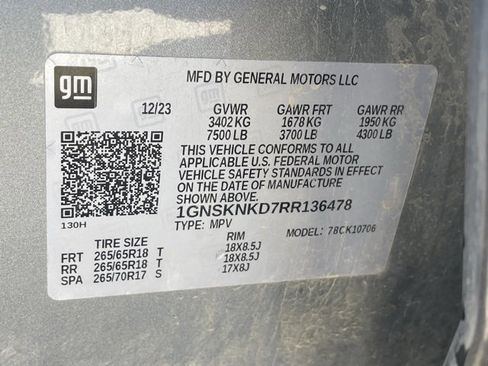 gm
MFD BY GENERAL MOTORS LLC
12/23 GVWR GAWR FRT GAWR RR
3402 KG 1678 KG 1950 KG
7500 LB 3700 LB 4300 LB
THIS VEHICLE CONFORMS TO ALL
APPLICABLE U.S. FEDERAL MOTOR
VEHICLE SAFETY STANDARDS IN EFFECT
ON THE DATE OF MANUFACTURE
SHOWN ABOVE.
1GNSKNKD7RR136478
130H TYPE: MPV MODEL: 78CK10706
TIRE SIZE RIM
FRT 265/65R18 T 18X8.5J
RR 265/65R18 T 18X8.5J
SPA 265/70R17 S 17X8J